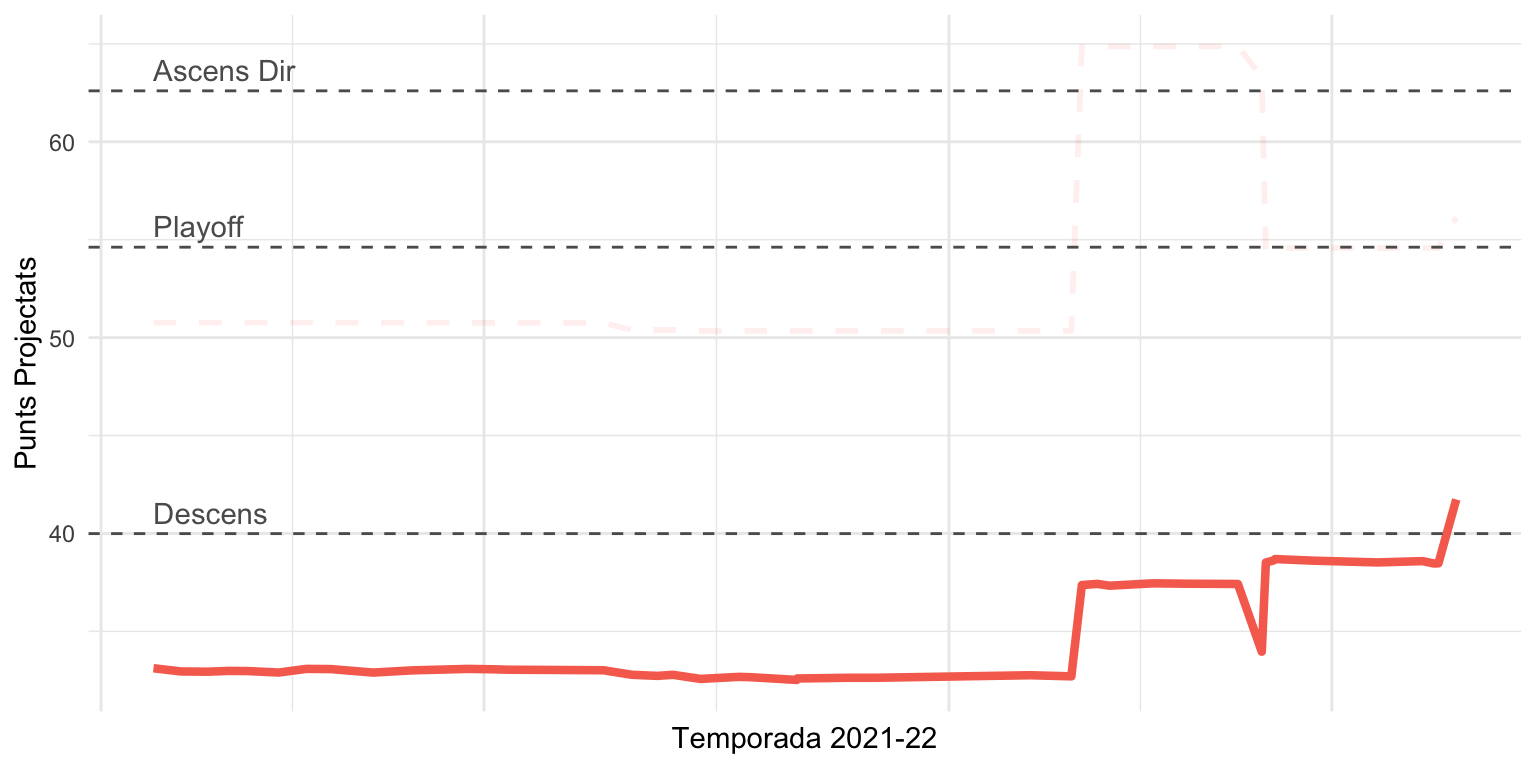 Ascens Dir
60
Playoff
50
Descens
40
Punts Projectats
Temporada 2021-22